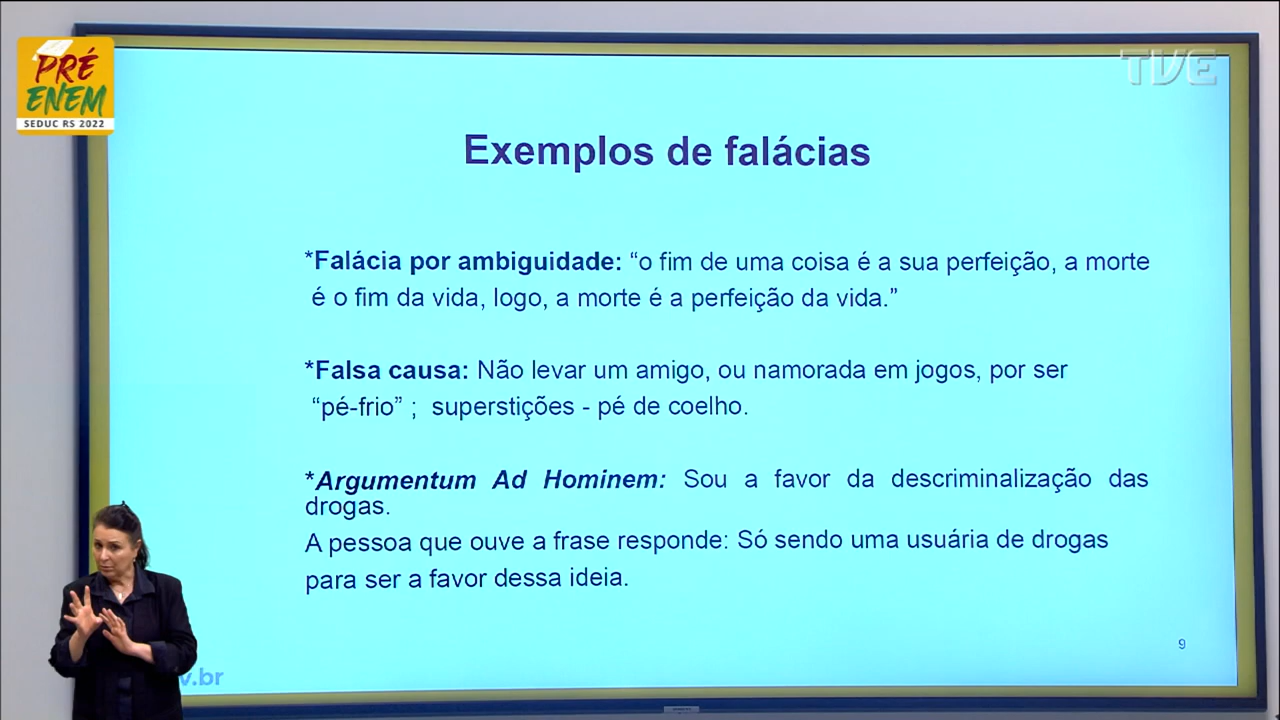 PRÉ
ENEM
SEDUC RS 2022
TVE
Exemplos de falácias
*Falácia por ambiguidade: “o fim de uma coisa é a sua perfeição, a morte
é o fim da vida, logo, a morte é a perfeição da vida.”
*Falsa causa: Não levar um amigo, ou namorada em jogos, por ser
“pé-frio” ; superstições - pé de coelho.
*Argumentum Ad Hominem: Sou a favor da descriminalização das
drogas.
A pessoa que ouve a frase responde: Só sendo uma usuária de drogas
para ser a favor dessa ideia.
9
v.br